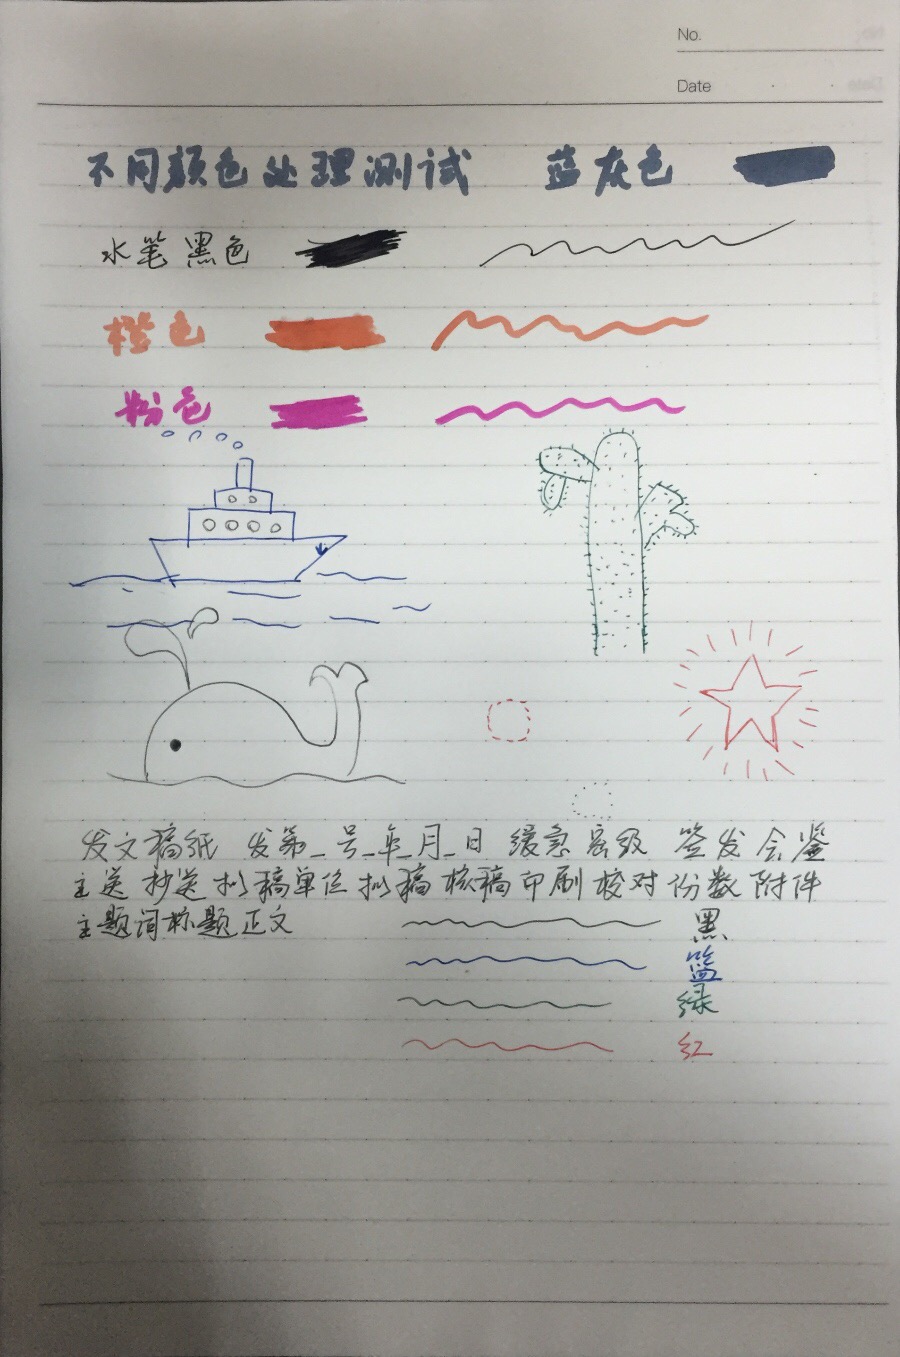 No.
Date
不同颜色处理测试 蓝灰色
水笔黑色
橙色
粉色
发文稿纸 发第_号_年_月_日 缓急 密级 签发 会鉴
主送 抄送 拟稿单位 拟稿 核稿 印刷 校对 份数 附件
主题词标题正文
黑
篮
绿
红